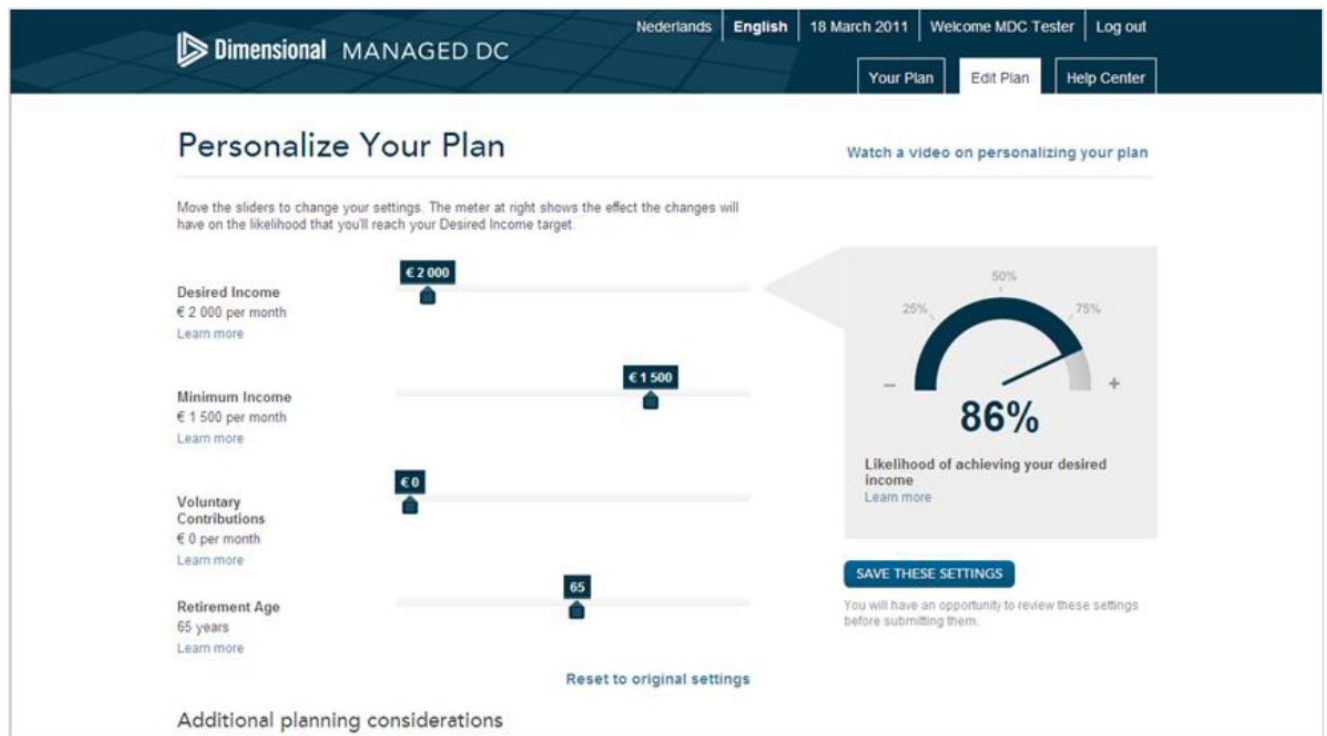 Nederlands English 18 March 2011 Welcome MDC Tester Log out
Dimensional MANAGED DC
Your Plan Edit Plan Help Center
Personalize Your Plan
Watch a video on personalizing your plan
Move the sliders to change your settings. The meter at right shows the effect the changes will
have on the likelihood that you'll reach your Desired Income target.
€ 2 000
Desired Income
€ 2 000 per month
Learn more
€ 1 500
Minimum Income
€ 1 500 per month
Learn more
€ 0
Voluntary
Contributions
€ 0 per month
Learn more
65
Retirement Age
65 years
Learn more
Reset to original settings
25% 50% 75%
– +
86%
Likelihood of achieving your desired
income
Learn more
SAVE THESE SETTINGS
You will have an opportunity to review these settings
before submitting them.
Additional planning considerations